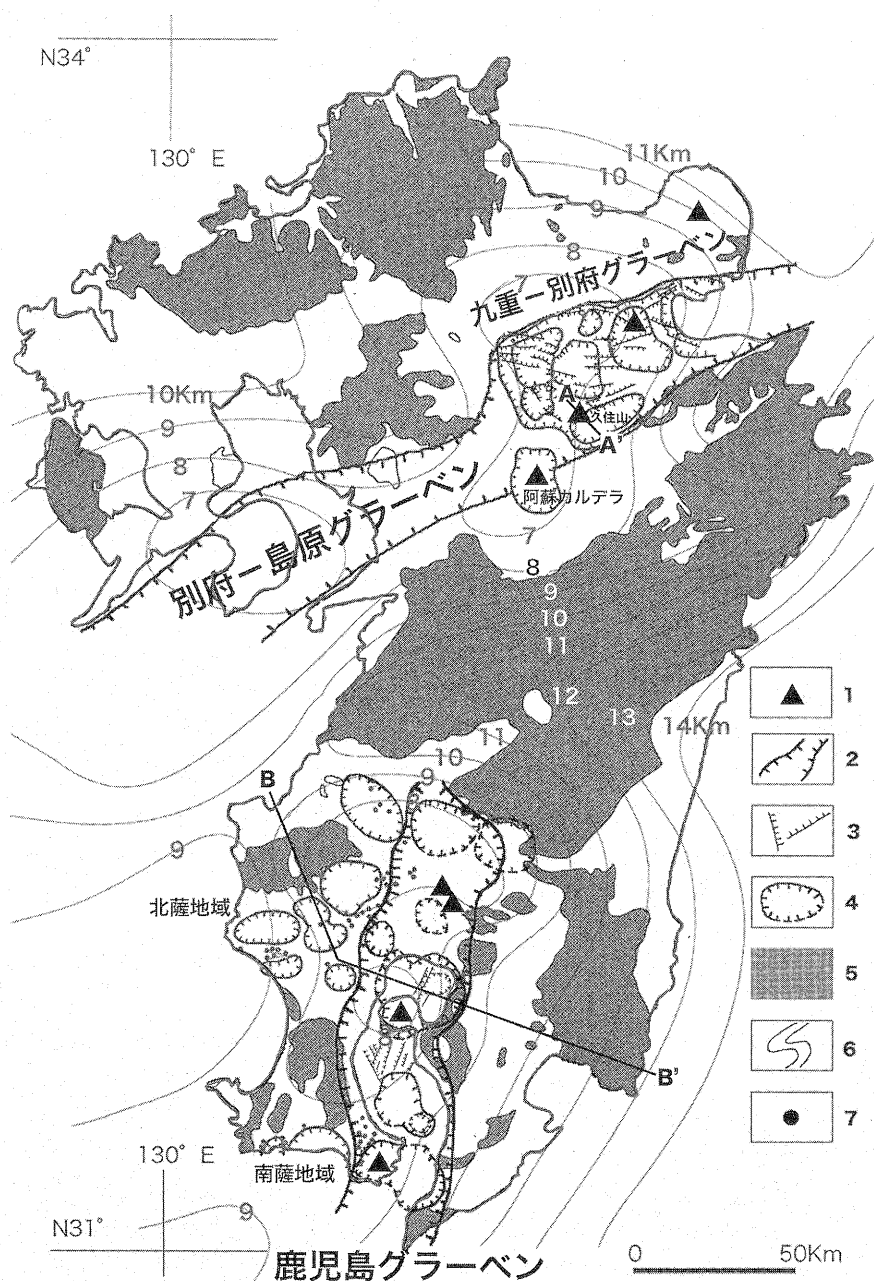 N34°
130° E
11Km
10
9
8
7
九重ー別府グラーベン
10Km
9
8
7
A
久住山
A'
阿蘇カルデラ
別府ー島原グラーベン
7
8
9
10
11
12
13
14Km
11
10
9
8
B
9
北薩地域
B'
130° E
南薩地域
N31°
9
鹿児島グラーベン
0 50Km
1
2
3
4
5
6
7